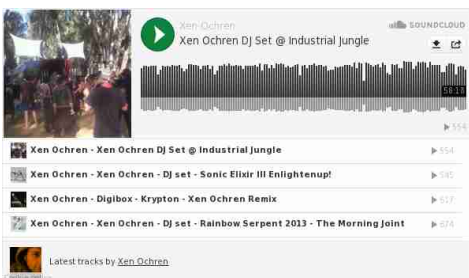 Xen Ochren
SOUNDCLOUD
Xen Ochren DJ Set @ Industrial Jungle
58:18
554
Xen Ochren - Xen Ochren DJ Set @ Industrial Jungle 554
Xen Ochren - Xen Ochren - DJ set - Sonic Elixir III Enlightenup!
Xen Ochren - Digibox - Krypton - Xen Ochren Remix
Xen Ochren - Xen Ochren - DJ set - Rainbow Serpent 2013 - The Morning Joint 674
Latest tracks by Xen Ochren